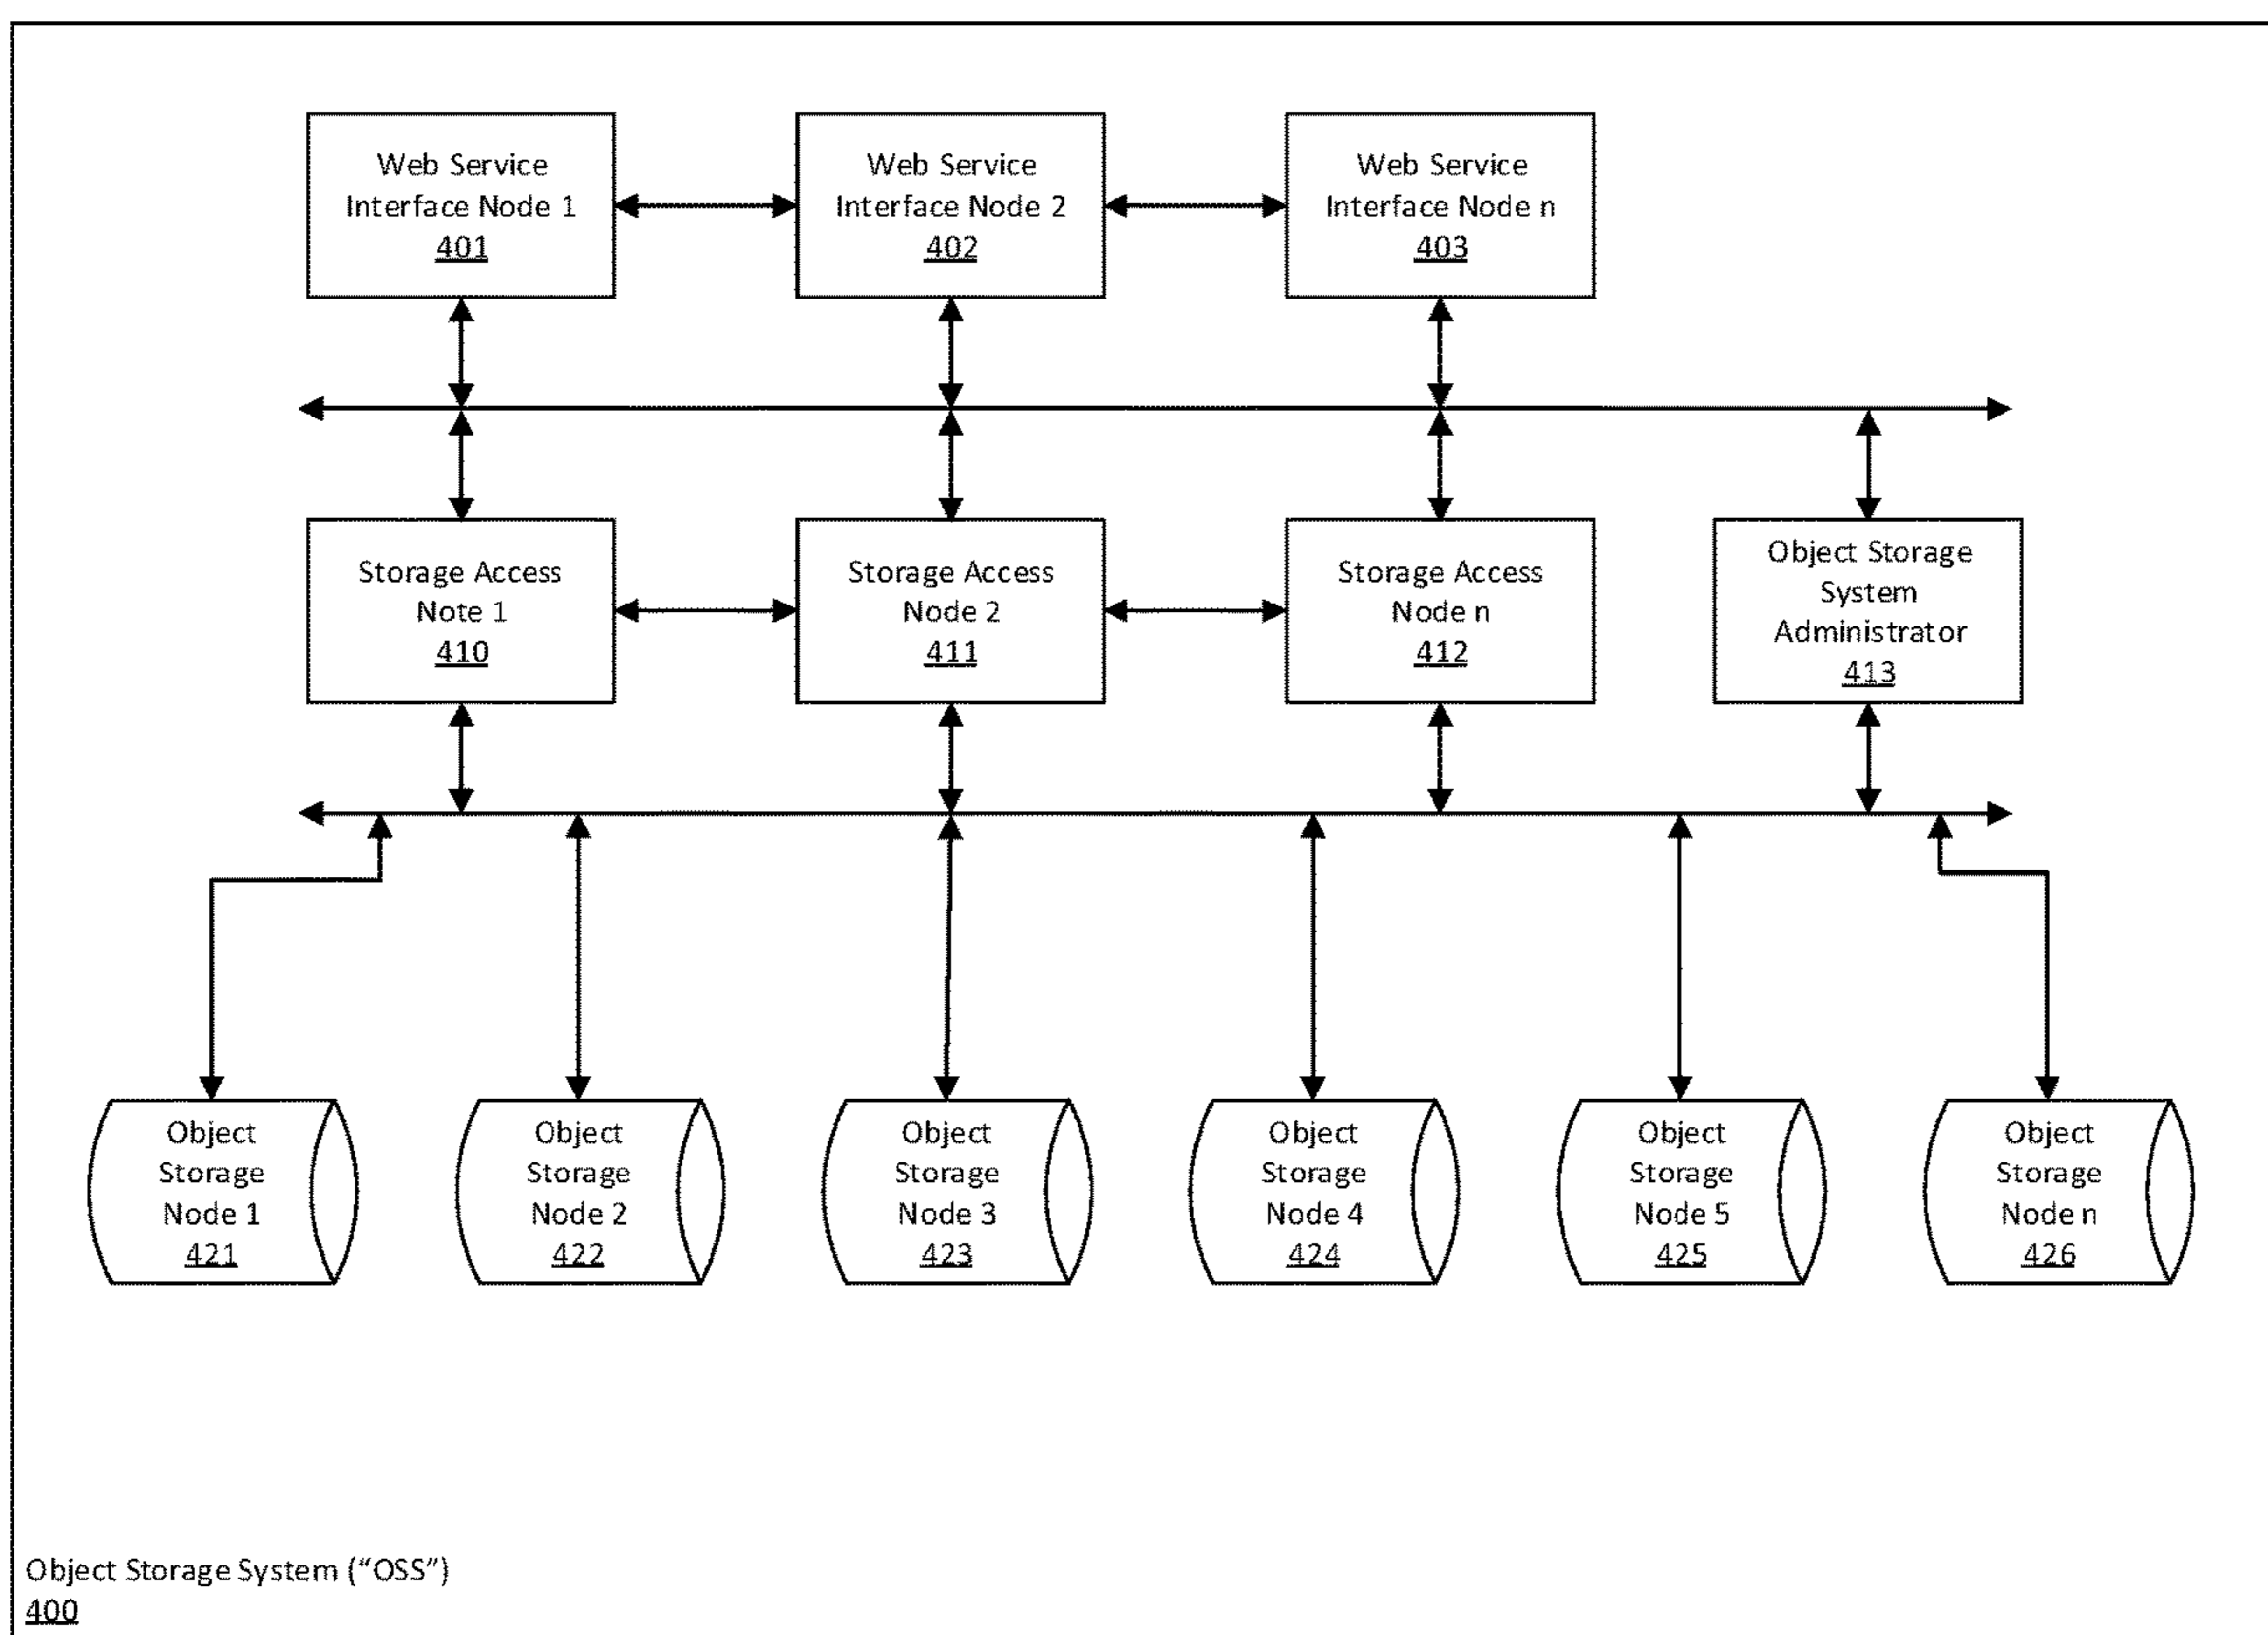 Web Service
Interface Node 1
401
Web Service
Interface Node 2
402
Web Service
Interface Node n
403
Storage Access
Note 1
410
Storage Access
Node 2
411
Storage Access
Node n
412
Object Storage
System
Administrator
413
Object
Storage
Node 1
421
Object
Storage
Node 2
422
Object
Storage
Node 3
423
Object
Storage
Node 4
424
Object
Storage
Node 5
425
Object
Storage
Node n
426
Object Storage System (“OSS”)
400